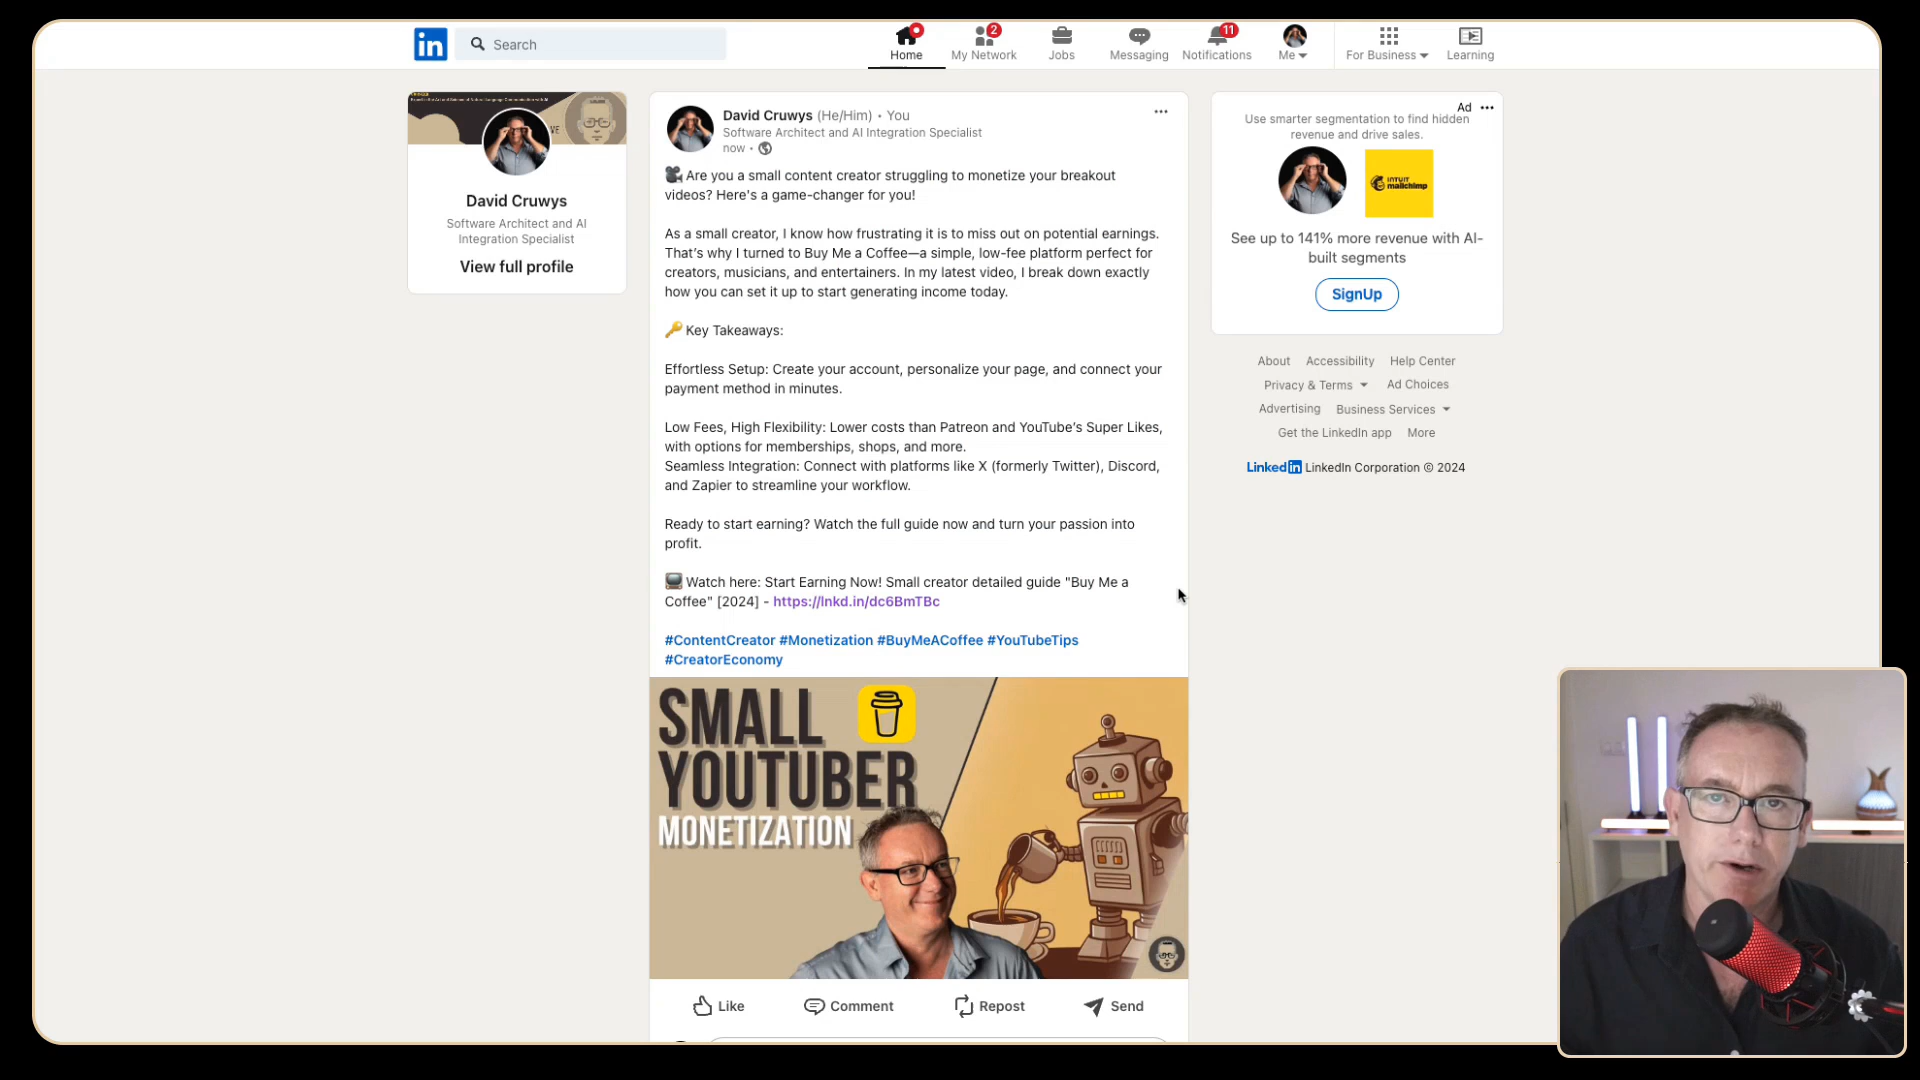 in
Search
Home
2
My Network
Jobs
Messaging
11
Notifications
Me
For Business
Learning
David Cruwys
Software Architect and AI
Integration Specialist
View full profile
David Cruwys (He/Him) • You
Software Architect and AI Integration Specialist
now •
Are you a small content creator struggling to monetize your breakout
videos? Here's a game-changer for you!
As a small creator, I know how frustrating it is to miss out on potential earnings.
That's why I turned to Buy Me a Coffee—a simple, low-fee platform perfect for
creators, musicians, and entertainers. In my latest video, I break down exactly
how you can set it up to start generating income today.
Key Takeaways:
Effortless Setup: Create your account, personalize your page, and connect your
payment method in minutes.
Low Fees, High Flexibility: Lower costs than Patreon and YouTube's Super Likes,
with options for memberships, shops, and more.
Seamless Integration: Connect with platforms like X (formerly Twitter), Discord,
and Zapier to streamline your workflow.
Ready to start earning? Watch the full guide now and turn your passion into
profit.
Watch here: Start Earning Now! Small creator detailed guide "Buy Me a
Coffee" [2024] - https://lnkd.in/dc6BmTBc
#ContentCreator #Monetization #BuyMeACoffee #YouTubeTips
#CreatorEconomy
SMALL
YOUTUBER
MONETIZATION
Like
Comment
Repost
Send
Ad
Use smarter segmentation to find hidden
revenue and drive sales.
INTUIT
mailchimp
See up to 141% more revenue with AI-
built segments
SignUp
About Accessibility Help Center
Privacy & Terms Ad Choices
Advertising Business Services
Get the LinkedIn app More
Linked in LinkedIn Corporation © 2024